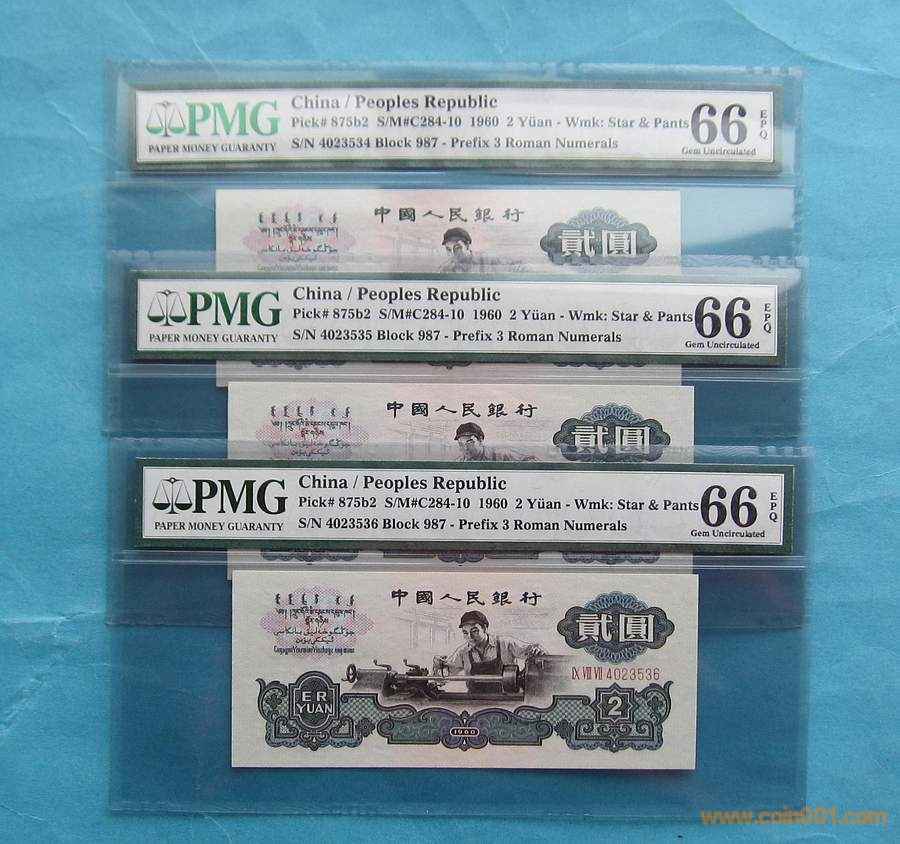 PMG
PAPER MONEY GUARANTY
China / Peoples Republic
Pick# 875b2 S/M#C284-10 1960 2 Yüan - Wmk: Star & Pants
S/N 4023534 Block 987 - Prefix 3 Roman Numerals
66
EPQ
Gem Uncirculated
中國人民銀行
貳圓
PMG
PAPER MONEY GUARANTY
China / Peoples Republic
Pick# 875b2 S/M#C284-10 1960 2 Yüan - Wmk: Star & Pants
S/N 4023535 Block 987 - Prefix 3 Roman Numerals
66
EPQ
Gem Uncirculated
中國人民銀行
貳圓
PMG
PAPER MONEY GUARANTY
China / Peoples Republic
Pick# 875b2 S/M#C284-10 1960 2 Yüan - Wmk: Star & Pants
S/N 4023536 Block 987 - Prefix 3 Roman Numerals
66
EPQ
Gem Uncirculated
中國人民銀行
貳圓
IX VIII VII 4023536
ER
YUAN
2
1960
www.coin001.com